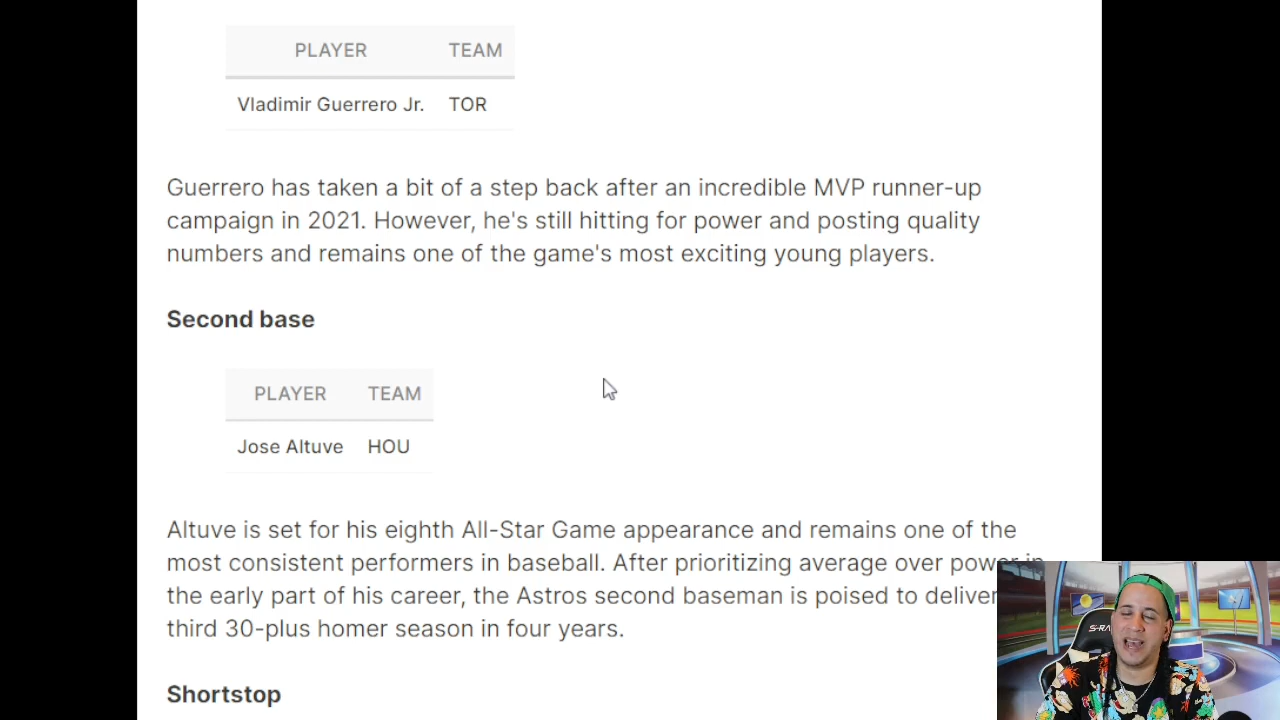 PLAYER TEAM
Vladimir Guerrero Jr. TOR
Guerrero has taken a bit of a step back after an incredible MVP runner-up
campaign in 2021. However, he's still hitting for power and posting quality
numbers and remains one of the game's most exciting young players.
Second base
PLAYER TEAM
Jose Altuve HOU
Altuve is set for his eighth All-Star Game appearance and remains one of the
most consistent performers in baseball. After prioritizing average over power in
the early part of his career, the Astros second baseman is poised to deliver
third 30-plus homer season in four years.
Shortstop